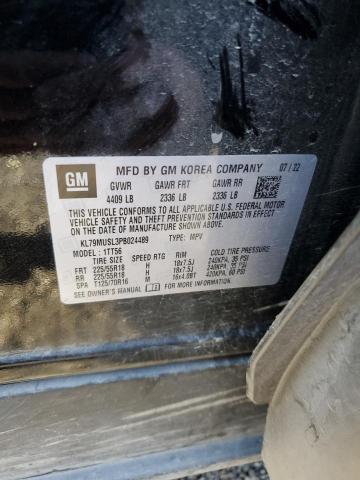 GM
MFD BY GM KOREA COMPANY 07 / 22
GVWR GAWR FRT GAWR RR
4409 LB 2336 LB 2336 LB
THIS VEHICLE CONFORMS TO ALL APPLICABLE U.S. FEDERAL MOTOR
VEHICLE SAFETY AND THEFT PREVENTION STANDARDS IN EFFECT
ON THE DATE OF MANUFACTURE SHOWN ABOVE.
KL79MUSL3PB024489 TYPE: MPV
MODEL: 1TT56
TIRE SIZE SPEED RTG RIM COLD TIRE PRESSURE
FRT 225/55R18 H 18x7.5J 240KPA, 35 PSI
RR 225/55R18 H 18x7.5J 240KPA, 35 PSI
SPA T125/70R16 M 16x4.0BT 420KPA, 60 PSI
SEE OWNER'S MANUAL FOR MORE INFORMATION